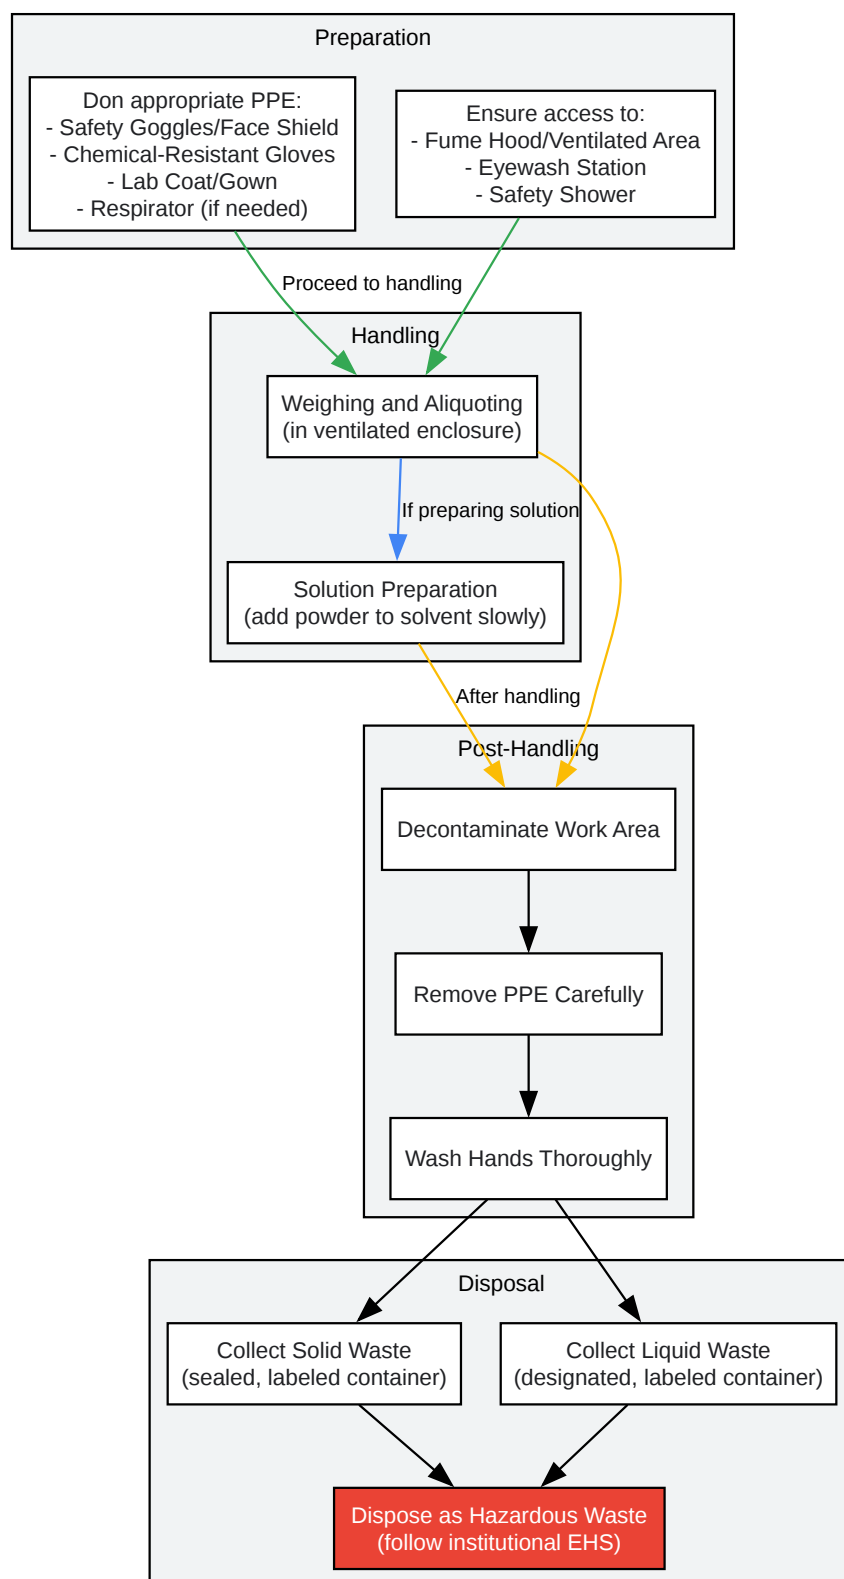 Preparation
Don appropriate PPE:
- Safety Goggles/Face Shield
- Chemical-Resistant Gloves
- Lab Coat/Gown
- Respirator (if needed)
Ensure access to:
- Fume Hood/Ventilated Area
- Eyewash Station
- Safety Shower
Proceed to handling
Handling
Weighing and Aliquoting
(in ventilated enclosure)
If preparing solution
Solution Preparation
(add powder to solvent slowly)
After handling
Post-Handling
Decontaminate Work Area
Remove PPE Carefully
Wash Hands Thoroughly
Disposal
Collect Solid Waste
(sealed, labeled container)
Collect Liquid Waste
(designated, labeled container)
Dispose as Hazardous Waste
(follow institutional EHS)